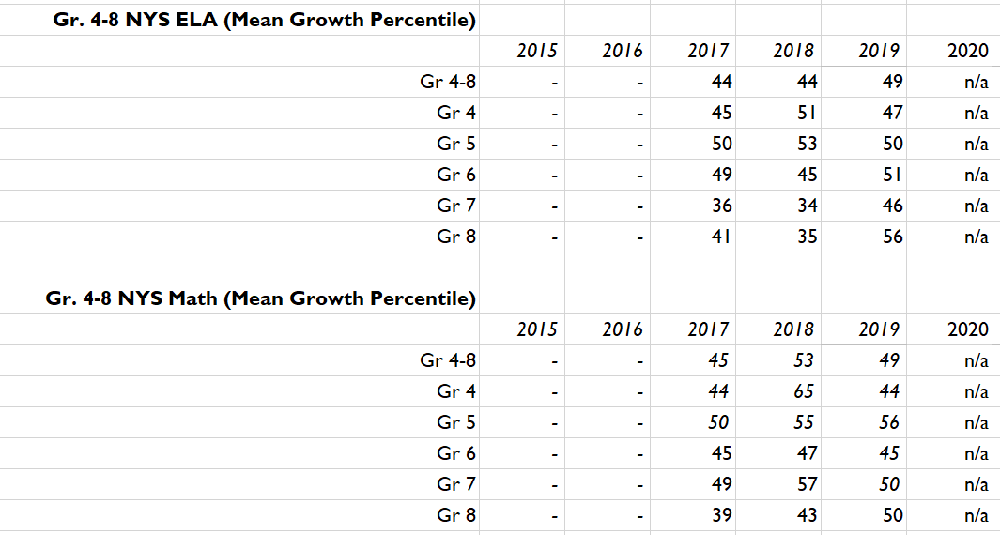 Gr. 4-8 NYS ELA (Mean Growth Percentile)
2015 2016 2017 2018 2019 2020
Gr 4-8 - - 44 44 49 n/a
Gr 4 - - 45 51 47 n/a
Gr 5 - - 50 53 50 n/a
Gr 6 - - 49 45 51 n/a
Gr 7 - - 36 34 46 n/a
Gr 8 - - 41 35 56 n/a
Gr. 4-8 NYS Math (Mean Growth Percentile)
2015 2016 2017 2018 2019 2020
Gr 4-8 - - 45 53 49 n/a
Gr 4 - - 44 65 44 n/a
Gr 5 - - 50 55 56 n/a
Gr 6 - - 45 47 45 n/a
Gr 7 - - 49 57 50 n/a
Gr 8 - - 39 43 50 n/a